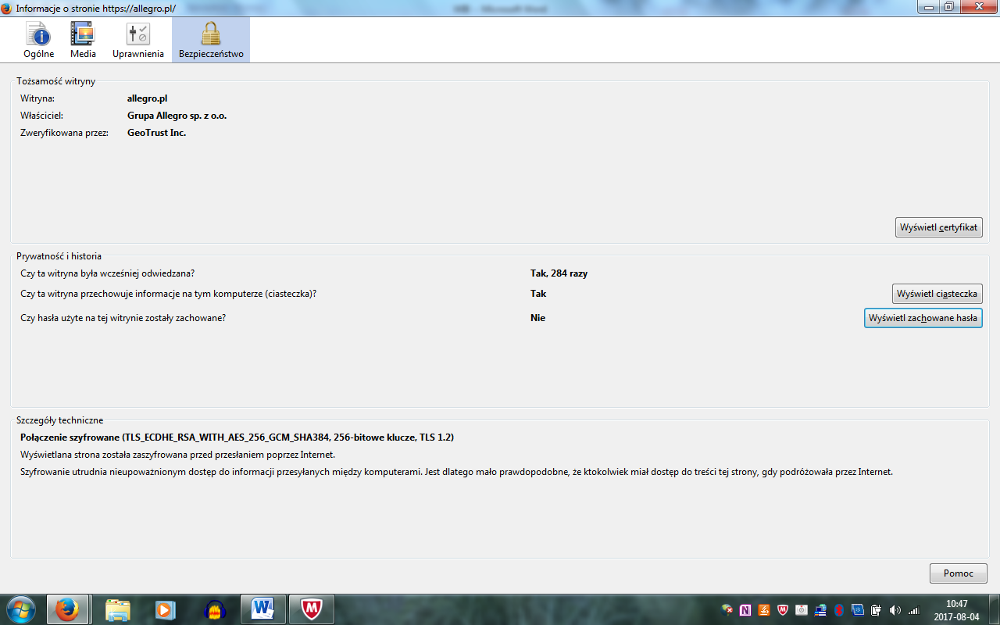 Informacje o stronie https://allegro.pl/
Ogólne
Media
Uprawnienia
Bezpieczeństwo
Tożsamość witryny
Witryna: allegro.pl
Właściciel: Grupa Allegro sp. z o.o.
Zweryfikowana przez: GeoTrust Inc.
Wyświetl certyfikat
Prywatność i historia
Czy ta witryna była wcześniej odwiedzana? Tak, 284 razy
Czy ta witryna przechowuje informacje na tym komputerze (ciasteczka)? Tak Wyświetl ciasteczka
Czy hasła użyte na tej witrynie zostały zachowane? Nie Wyświetl zachowane hasła
Szczegóły techniczne
Połączenie szyfrowane (TLS_ECDHE_RSA_WITH_AES_256_GCM_SHA384, 256-bitowe klucze, TLS 1.2)
Wyświetlana strona została zaszyfrowana przed przesłaniem poprzez Internet.
Szyfrowanie utrudnia nieupoważnionym dostęp do informacji przesyłanych między komputerami. Jest dlatego mało prawdopodobne, że ktokolwiek miał dostęp do treści tej strony, gdy podróżowała przez Internet.
Pomoc
10:47
2017-08-04